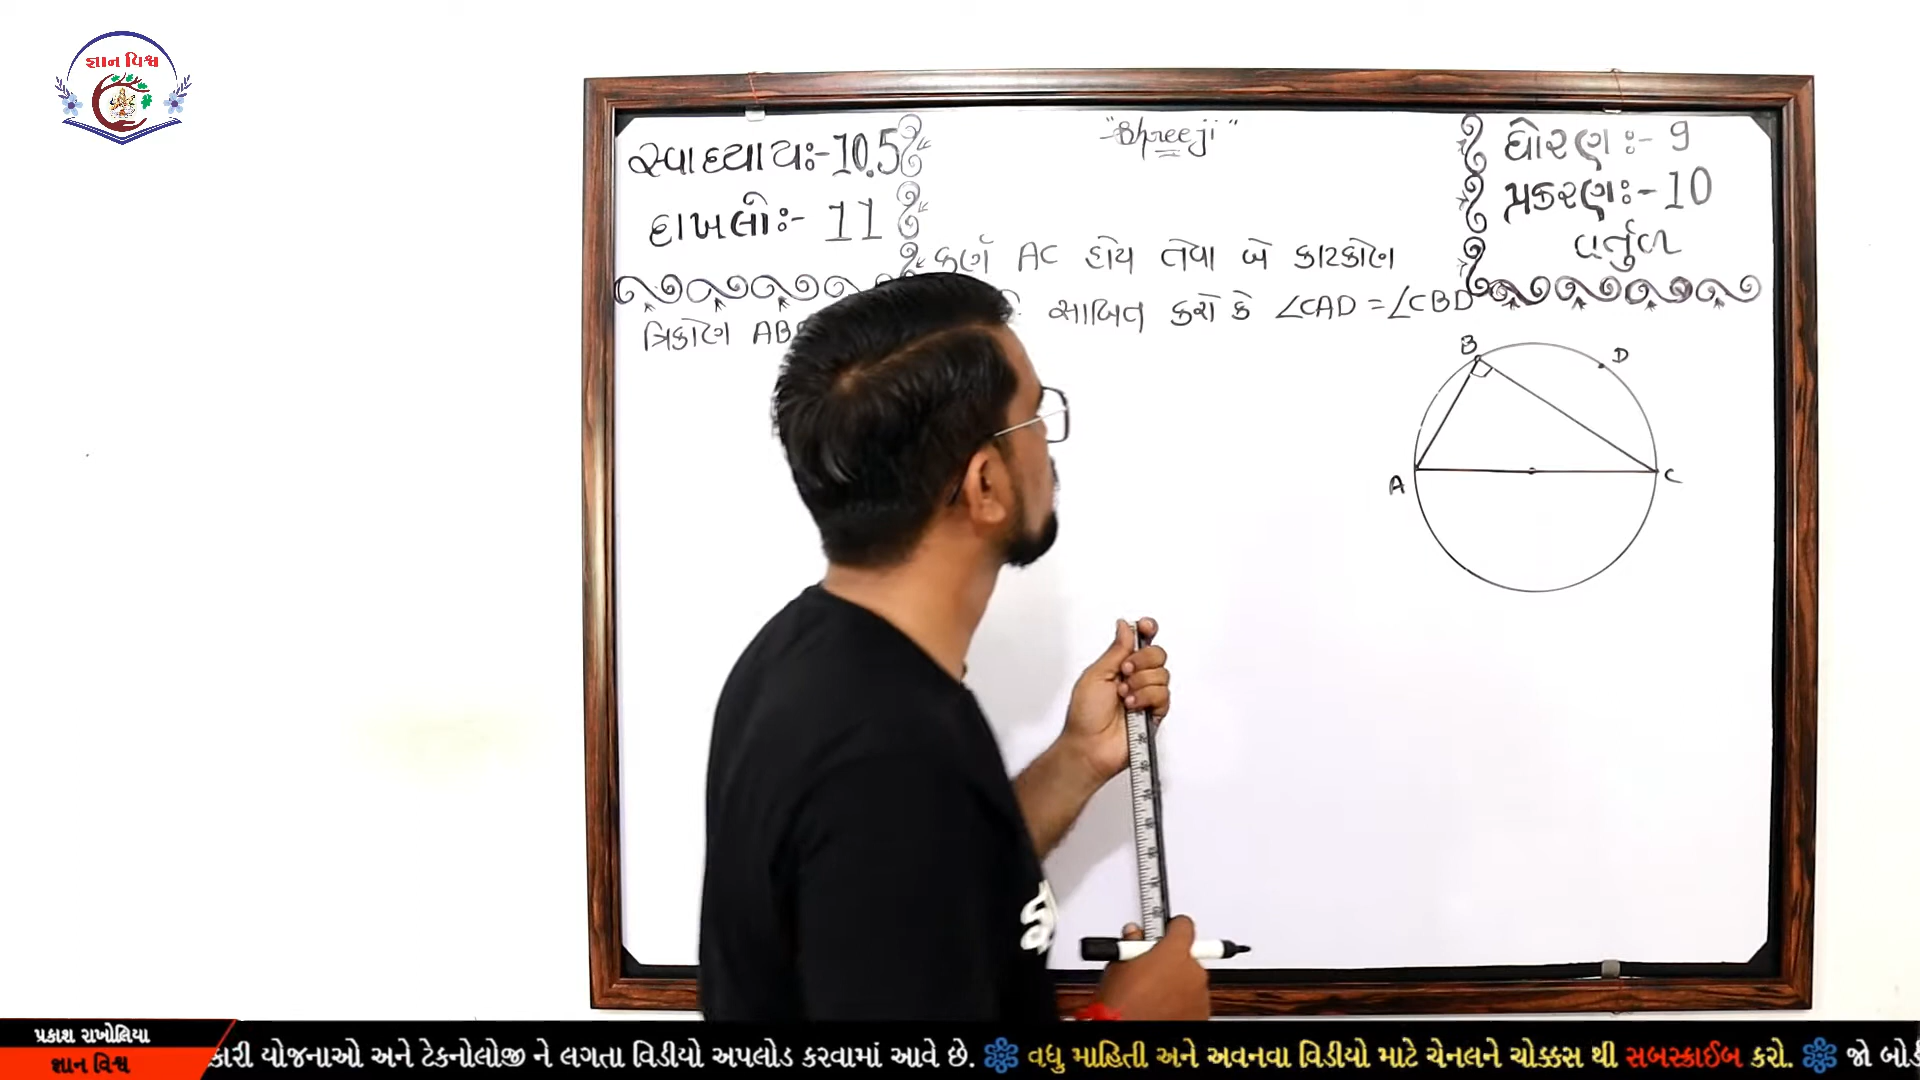 જ્ઞાન વિશ્વ
સ્વાધ્યાયઃ-10.5
દાખલોઃ- 11
"Shreeji"
ધોરણઃ- 9
પ્રકરણઃ-10
વર્તુળ
કર્ણ AC હોય તેવા બે કાટકોણ
ત્રિકોણ સાબિત કરો કે ∠CAD = ∠CBD
B
D
A
C
પ્રકાશ રાખોલિયા
જ્ઞાન વિશ્વ
કારી યોજનાઓ અને ટેકનોલોજી ને લગતા વિડીયો અપલોડ કરવામાં આવે છે. વધુ માહિતી અને અવનવા વિડીયો માટે ચેનલને ચોક્કસ થી સબસ્ક્રાઈબ કરો. જો